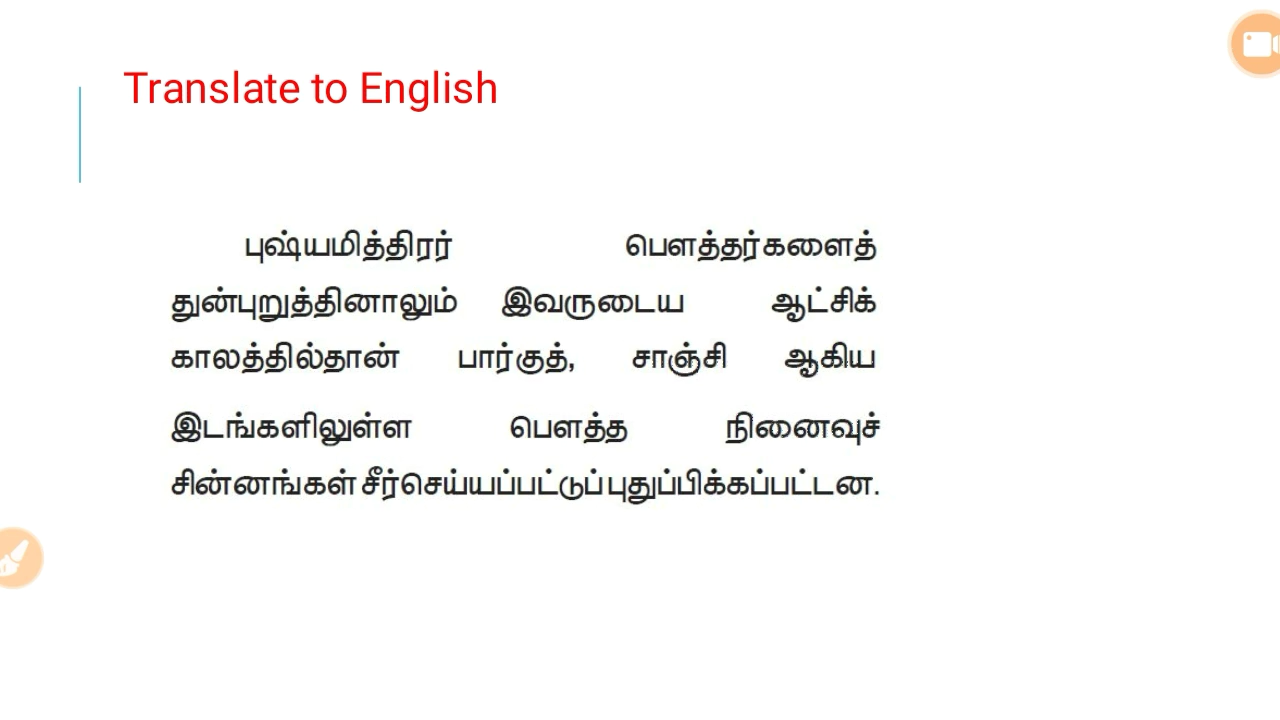 Translate to English
புஷ்யமித்திரர் பௌத்தர்களைத்
துன்புறுத்தினாலும் இவருடைய ஆட்சிக்
காலத்தில்தான் பார்குத், சாஞ்சி ஆகிய
இடங்களிலுள்ள பௌத்த நினைவுச்
சின்னங்கள் சீர்செய்யப்பட்டுப் புதுப்பிக்கப்பட்டன.